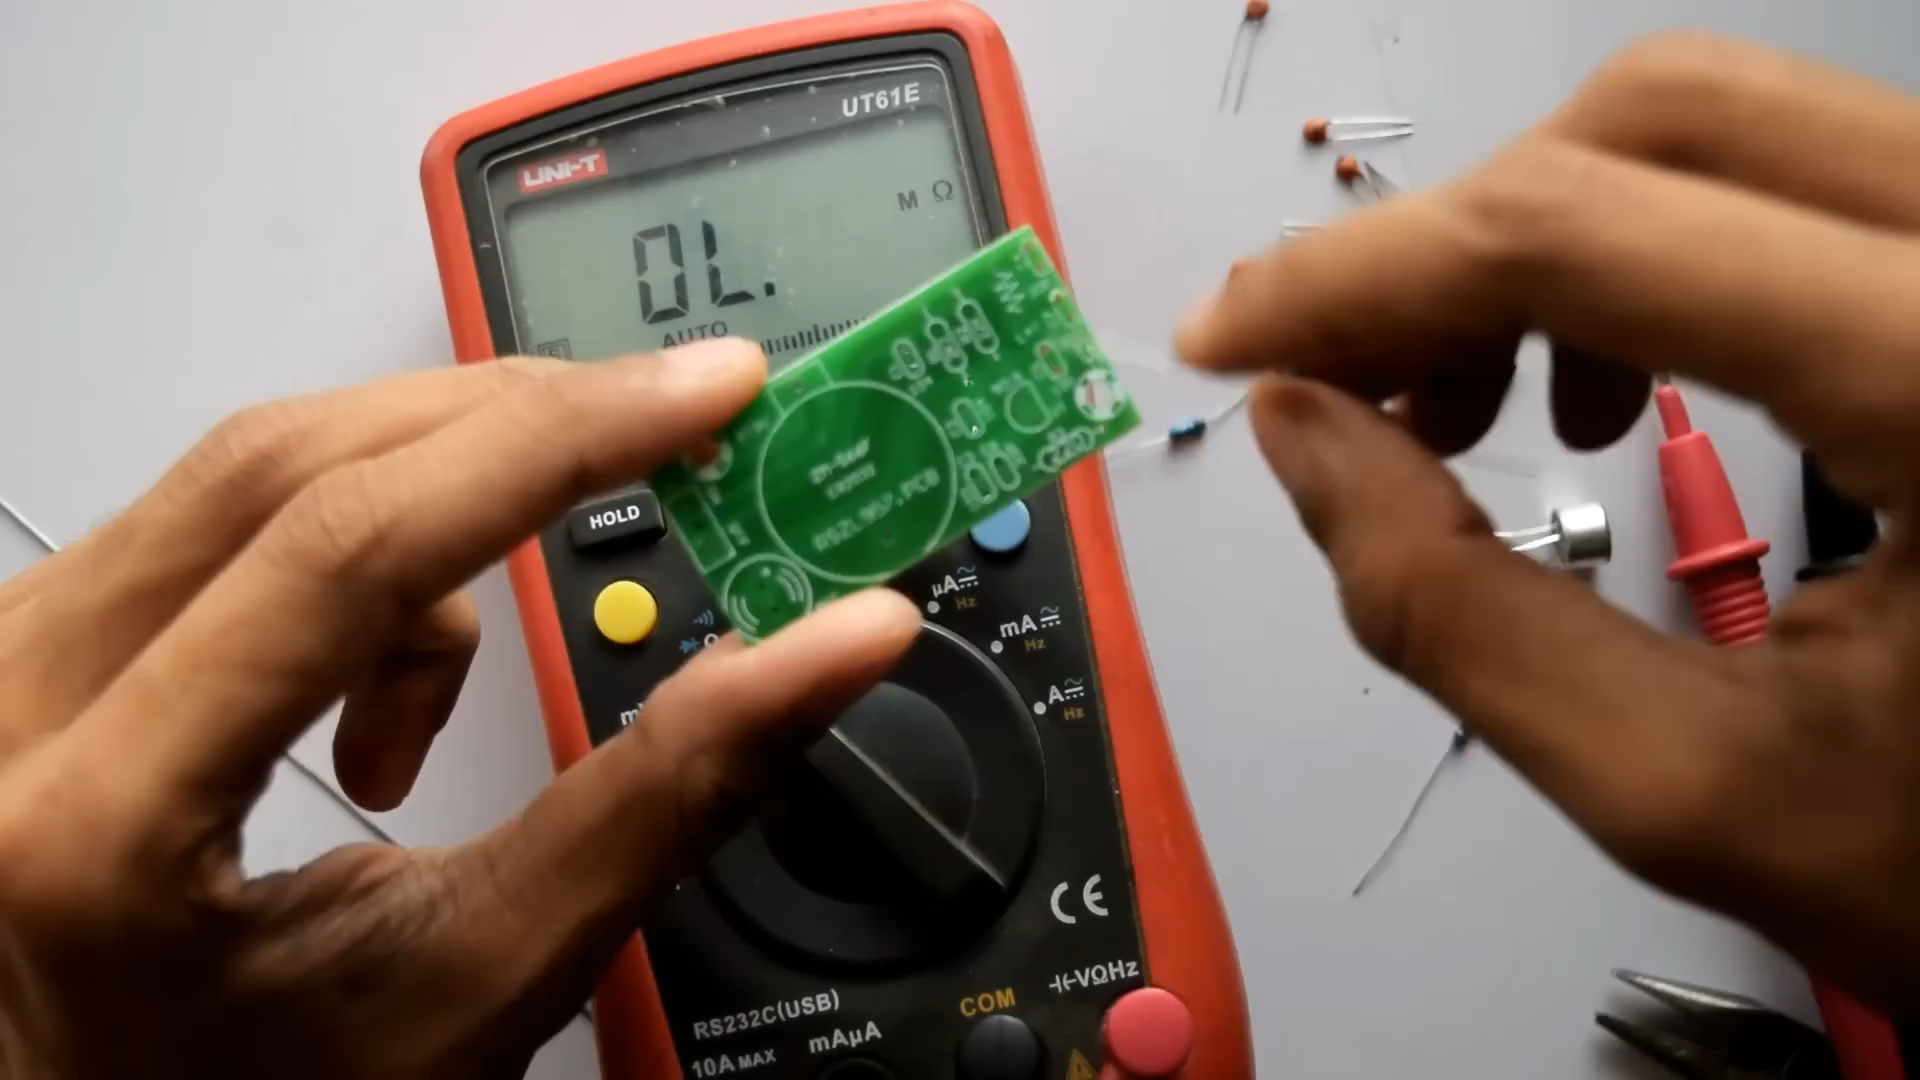 UNI-T
UT61E
M Ω
0L.
AUTO
HOLD
µA
Hz
mA
Hz
A
Hz
CE
RS232C(USB)
COM
VΩHz
10A MAX
mAµA